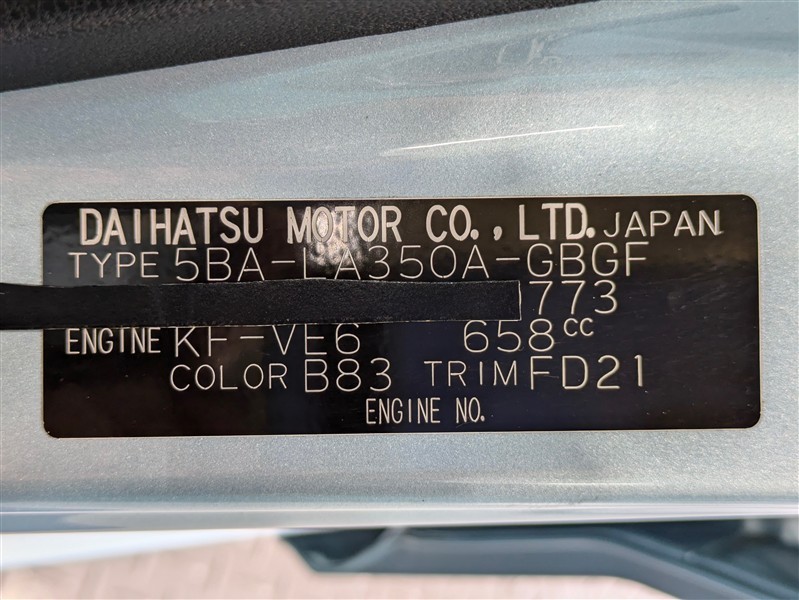 DAIHATSU MOTOR CO., LTD. JAPAN
TYPE 5BA-LA350A-GBGF
773
ENGINE KF-VE6 658cc
COLOR B83 TRIM FD21
ENGINE NO.